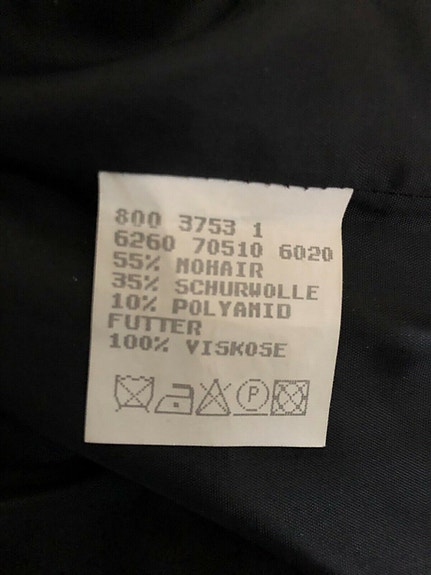 800 3753 1
6260 70510 6020
55% MOHAIR
35% SCHURWOLLE
10% POLYAMID
FUTTER
100% VISKOSE
P